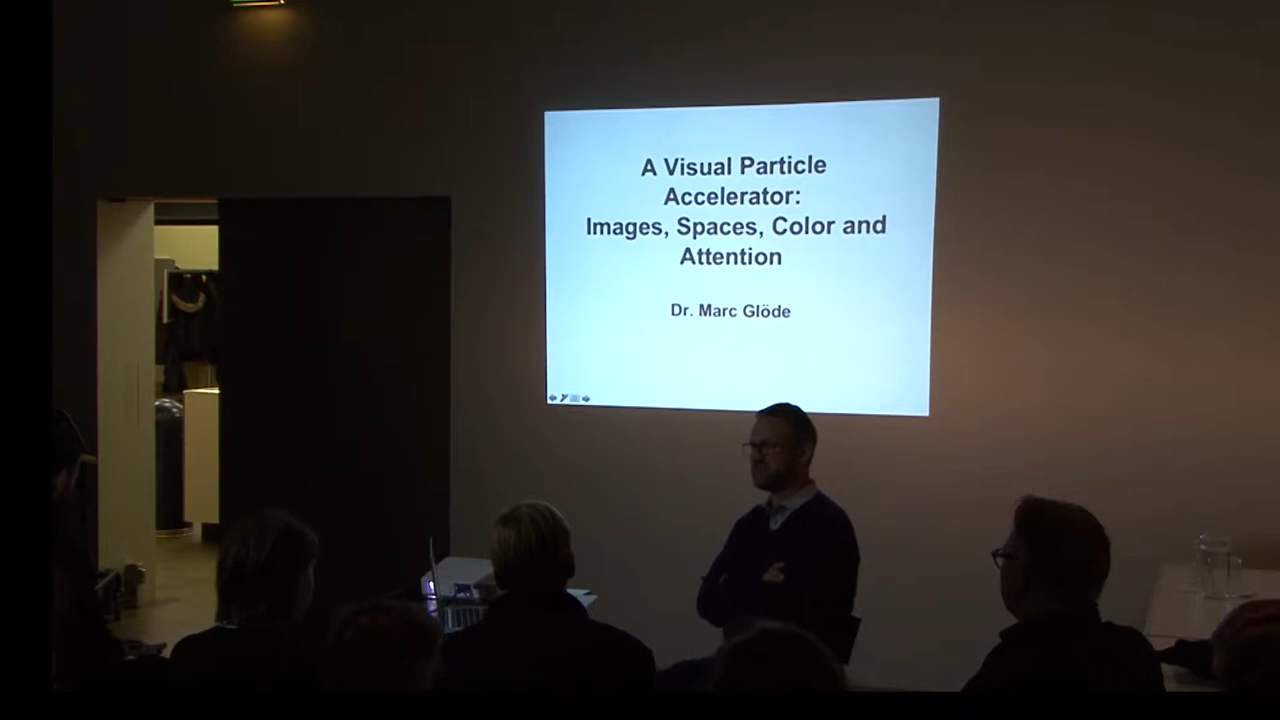 A Visual Particle
Accelerator:
Images, Spaces, Color and
Attention
Dr. Marc Glöde